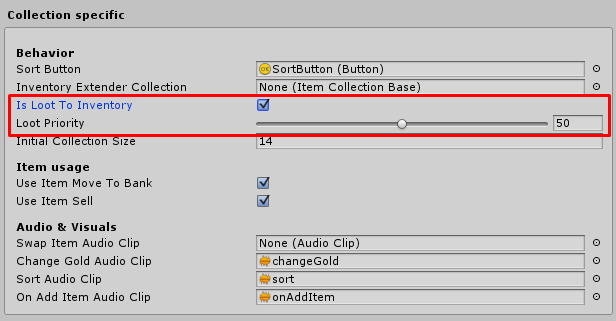 Collection specific
Behavior
Sort Button SortButton (Button)
Inventory Extender Collection None (Item Collection Base)
Is Loot To Inventory
Loot Priority 50
Initial Collection Size 14
Item usage
Use Item Move To Bank
Use Item Sell
Audio & Visuals
Swap Item Audio Clip None (Audio Clip)
Change Gold Audio Clip changeGold
Sort Audio Clip sort
On Add Item Audio Clip onAddItem